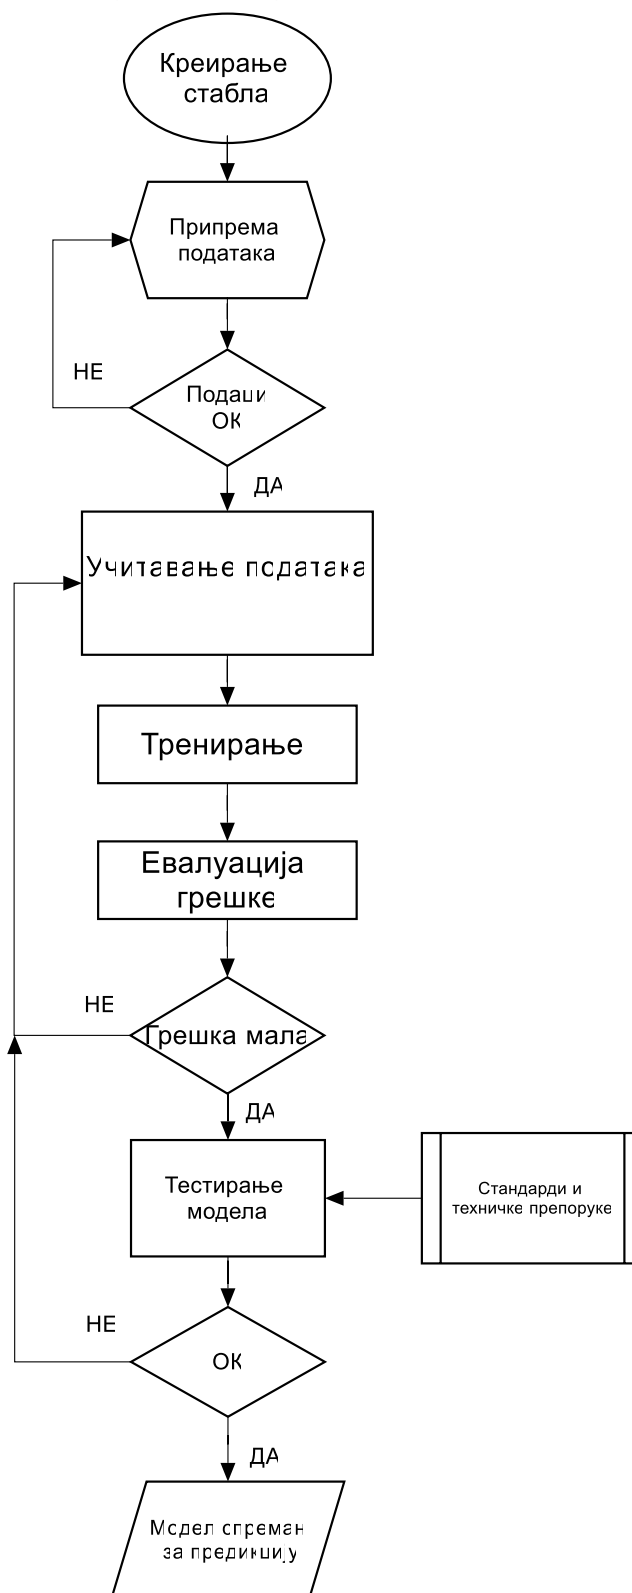 Креирање
стабла
Припрема
података
НЕ
Подаци
ОК
ДА
Учитавање података
Тренирање
Евалуација
грешке
НЕ
Грешка мала
ДА
Тестирање
модела
Стандарди и
техничке препоруке
НЕ
ОК
ДА
Модел спреман
за предикцију